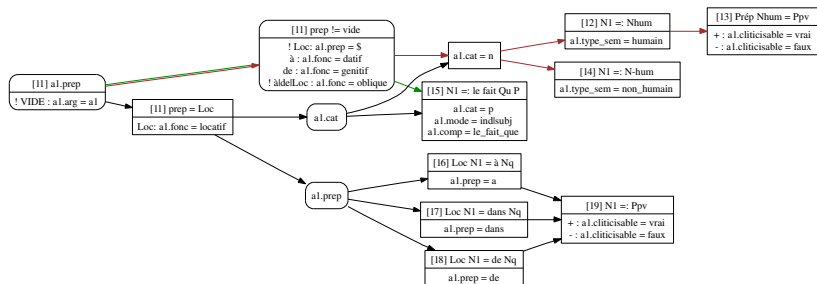 [11] a1.prep
! VIDE : a1.arg = a1
[11] prep != vide
! Loc: a1.prep = $
à : a1.fonc = datif
de : a1.fonc = genitif
! à|de|Loc : a1.fonc = oblique
[11] prep = Loc
Loc: a1.fonc = locatif
a1.cat
a1.prep
a1.cat = n
[15] N1 =: le fait Qu P
a1.cat = p
a1.mode = ind|subj
a1.comp = le_fait_que
[16] Loc N1 = à Nq
a1.prep = a
[17] Loc N1 = dans Nq
a1.prep = dans
[18] Loc N1 = de Nq
a1.prep = de
[12] N1 =: Nhum
a1.type_sem = humain
[14] N1 =: N-hum
a1.type_sem = non_humain
[19] N1 =: Ppv
+ : a1.cliticisable = vrai
- : a1.cliticisable = faux
[13] Prép Nhum = Ppv
+ : a1.cliticisable = vrai
- : a1.cliticisable = faux